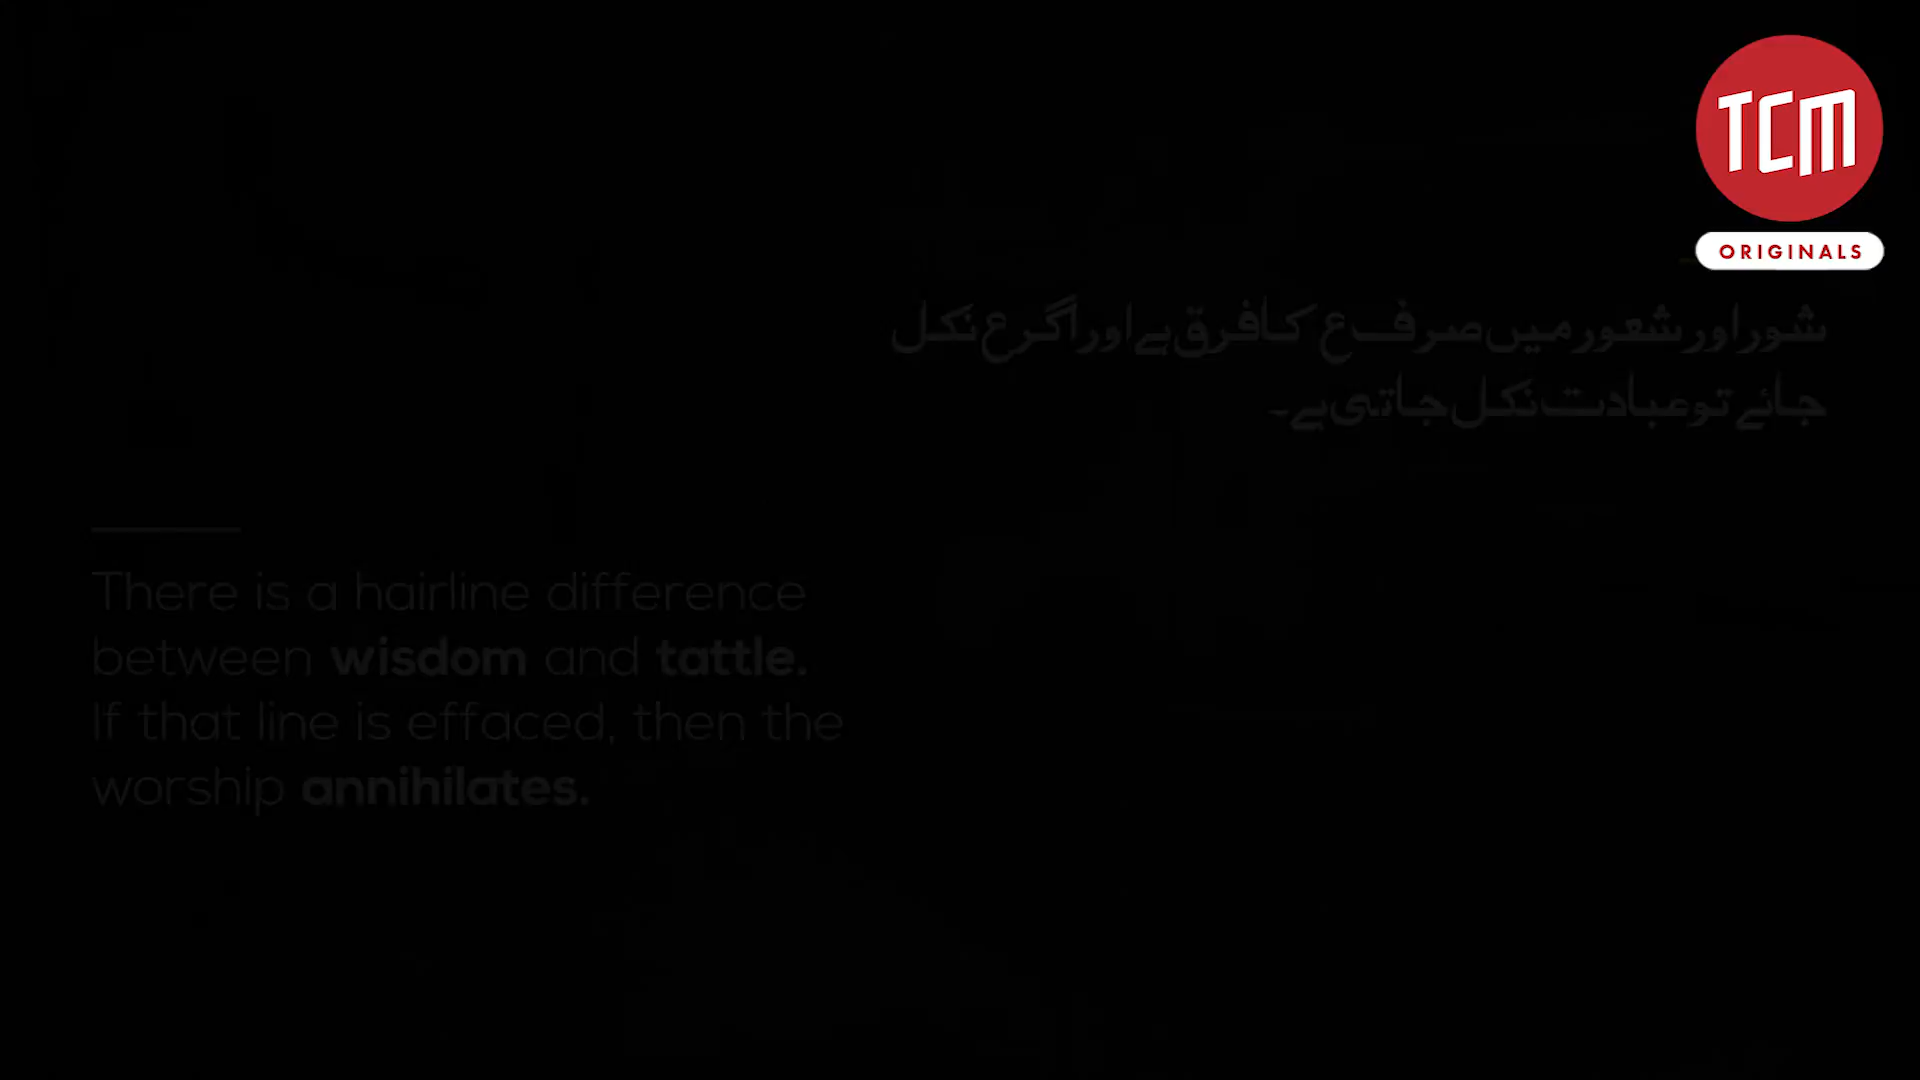 TCM
ORIGINALS
شور اور شعور میں صرف ع کا فرق ہے اور اگر ع نکل
جائے تو عبادت نکل جاتی ہے۔
There is a hairline difference
between wisdom and tattle.
If that line is effaced, then the
worship annihilates.